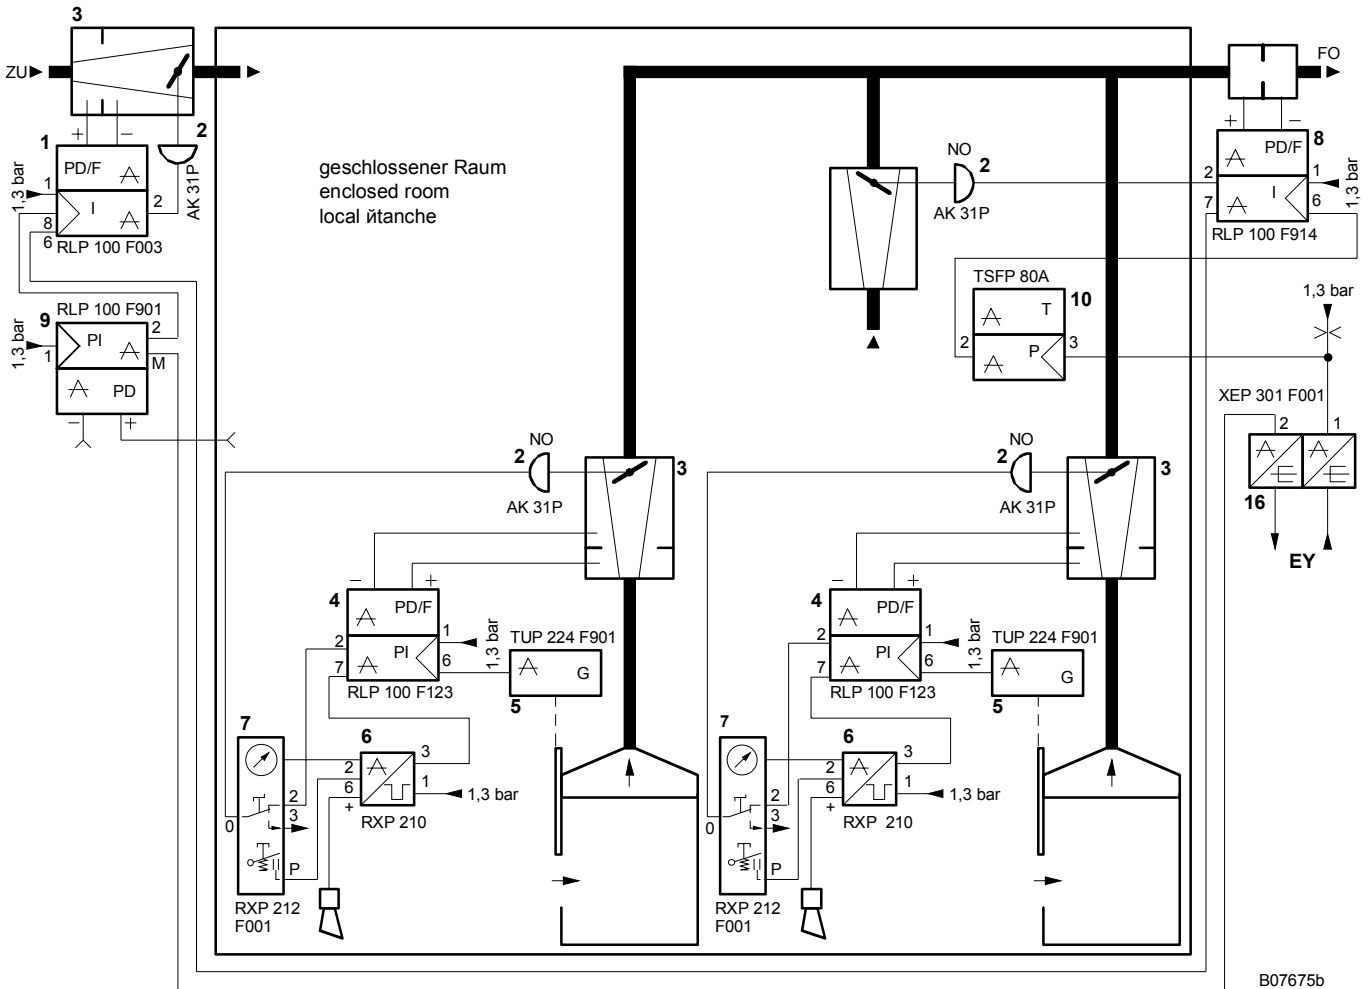 3
ZU
FO
+
−
2
1
PD/F
1,3 bar
1
I
2
8
6
AK 31P
RLP 100 F003
geschlossener Raum
enclosed room
local йtanche
NO
2
AK 31P
+
−
8
PD/F
2
1
I
7
6
1,3 bar
RLP 100 F914
RLP 100 F901
9
2
PI
1,3 bar
1
M
PD
−
+
TSFP 80A
10
T
2
P
3
1,3 bar
XEP 301 F001
2
1
16
EY
NO
2
3
AK 31P
−
+
4
PD/F
2
1
PI
7
6
1,3 bar
RLP 100 F123
TUP 224 F901
G
5
7
6
3
2
6
1
+
1,3 bar
RXP 210
2
3
0
P
RXP 212
F001
NO
2
3
AK 31P
−
+
4
PD/F
2
1
PI
7
6
1,3 bar
RLP 100 F123
TUP 224 F901
G
5
7
6
3
2
6
1
+
1,3 bar
RXP 210
2
3
0
P
RXP 212
F001
B07675b